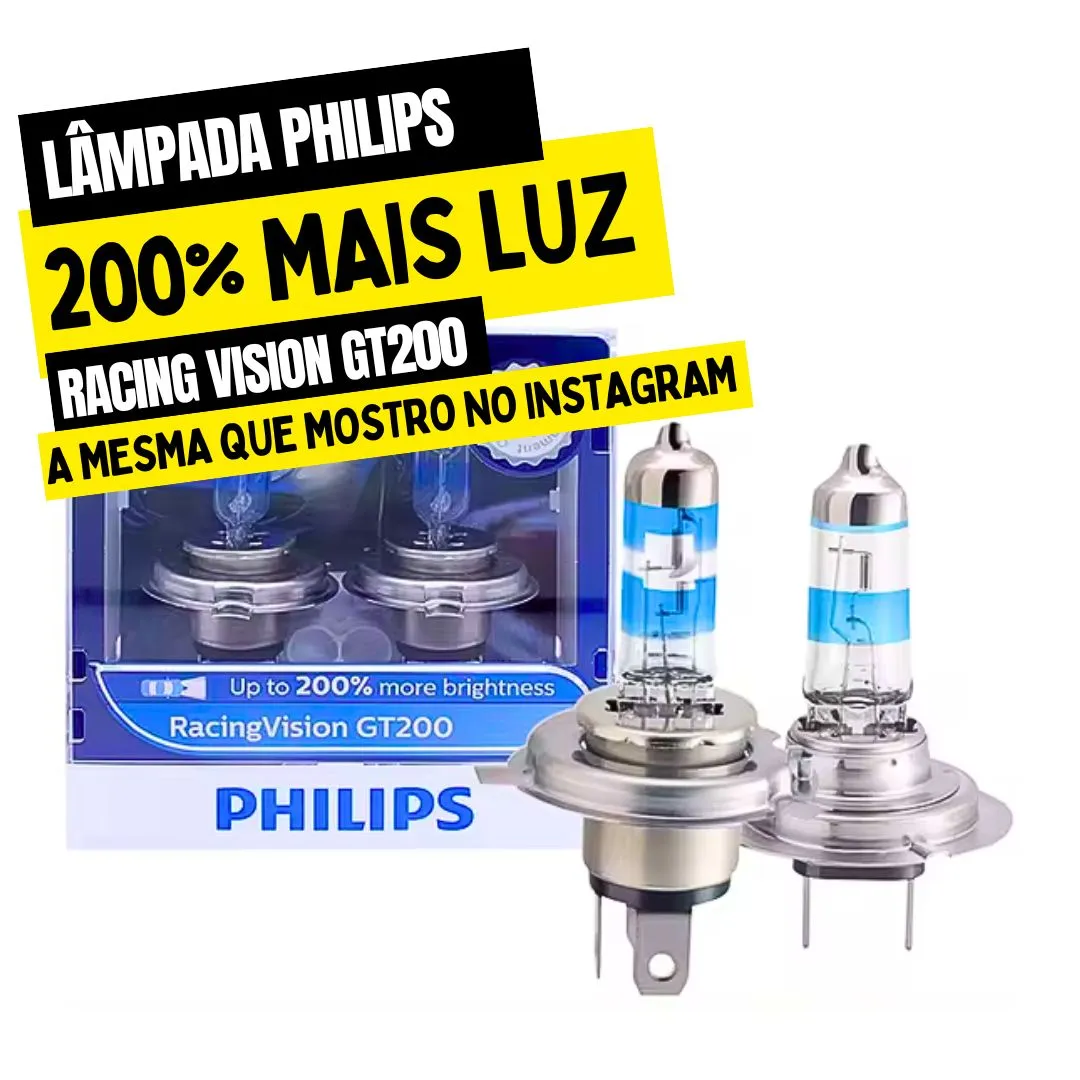 LÂMPADA PHILIPS
200% MAIS LUZ
RACING VISION GT200
A MESMA QUE MOSTRO NO INSTAGRAM
Up to 200% more brightness
RacingVision GT200
PHILIPS